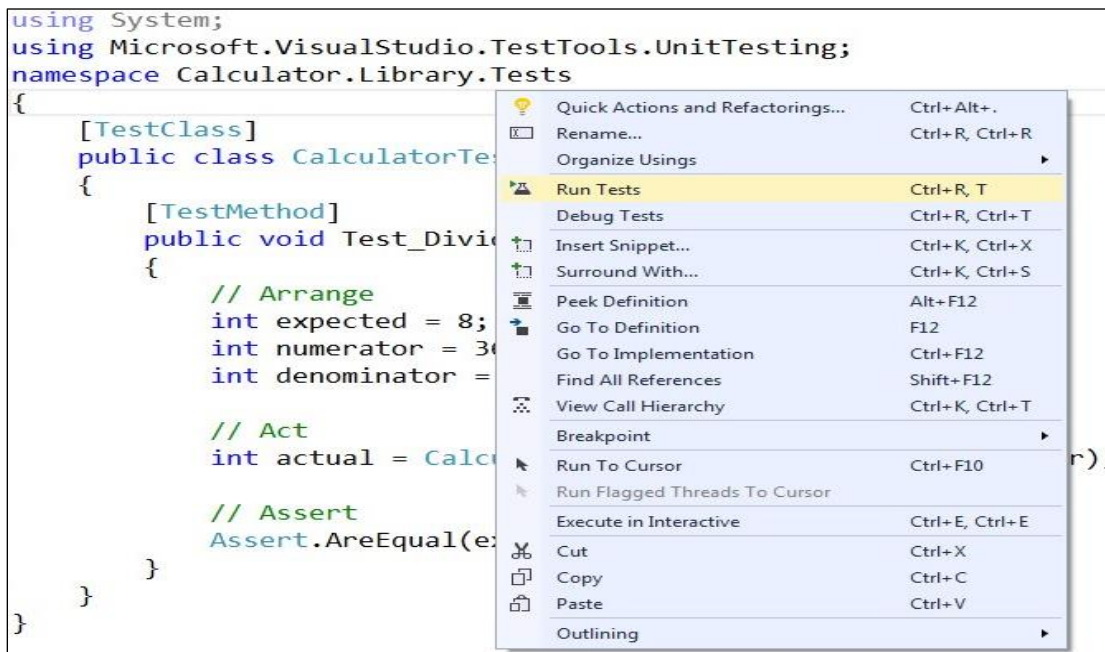 using System;
using Microsoft.VisualStudio.TestTools.UnitTesting;
namespace Calculator.Library.Tests
{
[TestClass]
public class CalculatorTes
{
[TestMethod]
public void Test_Divid
{
// Arrange
int expected = 8;
int numerator = 36
int denominator =
// Act
int actual = Calcu r),
// Assert
Assert.AreEqual(ex
}
}
}
Quick Actions and Refactorings... Ctrl+Alt+.
Rename... Ctrl+R, Ctrl+R
Organize Usings
Run Tests Ctrl+R, T
Debug Tests Ctrl+R, Ctrl+T
Insert Snippet... Ctrl+K, Ctrl+X
Surround With... Ctrl+K, Ctrl+S
Peek Definition Alt+F12
Go To Definition F12
Go To Implementation Ctrl+F12
Find All References Shift+F12
View Call Hierarchy Ctrl+K, Ctrl+T
Breakpoint
Run To Cursor Ctrl+F10
Run Flagged Threads To Cursor
Execute in Interactive Ctrl+E, Ctrl+E
Cut Ctrl+X
Copy Ctrl+C
Paste Ctrl+V
Outlining